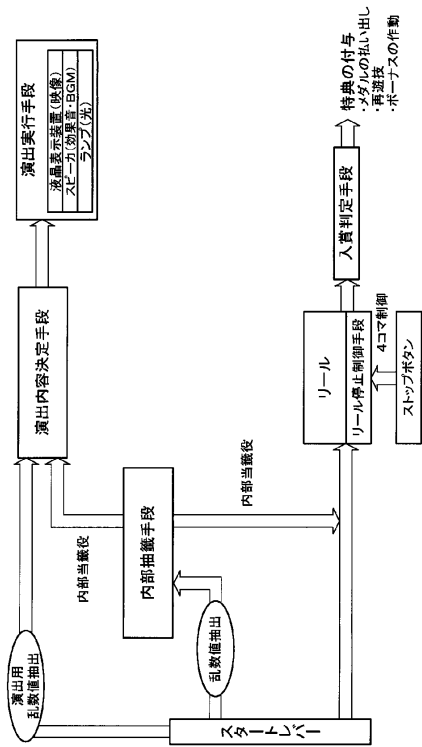 演出用
乱数値抽出
演出内容決定手段
演出実行手段
液晶表示装置(映像)
スピーカ(効果音・BGM)
ランプ(光)
内部当籤役
内部抽籤手段
乱数値抽出
内部当籤役
スタートレバー
リール
リール停止制御手段
4コマ制御
ストップボタン
入賞判定手段
特典の付与
・メダルの払い出し
・再遊技
・ボーナスの作動